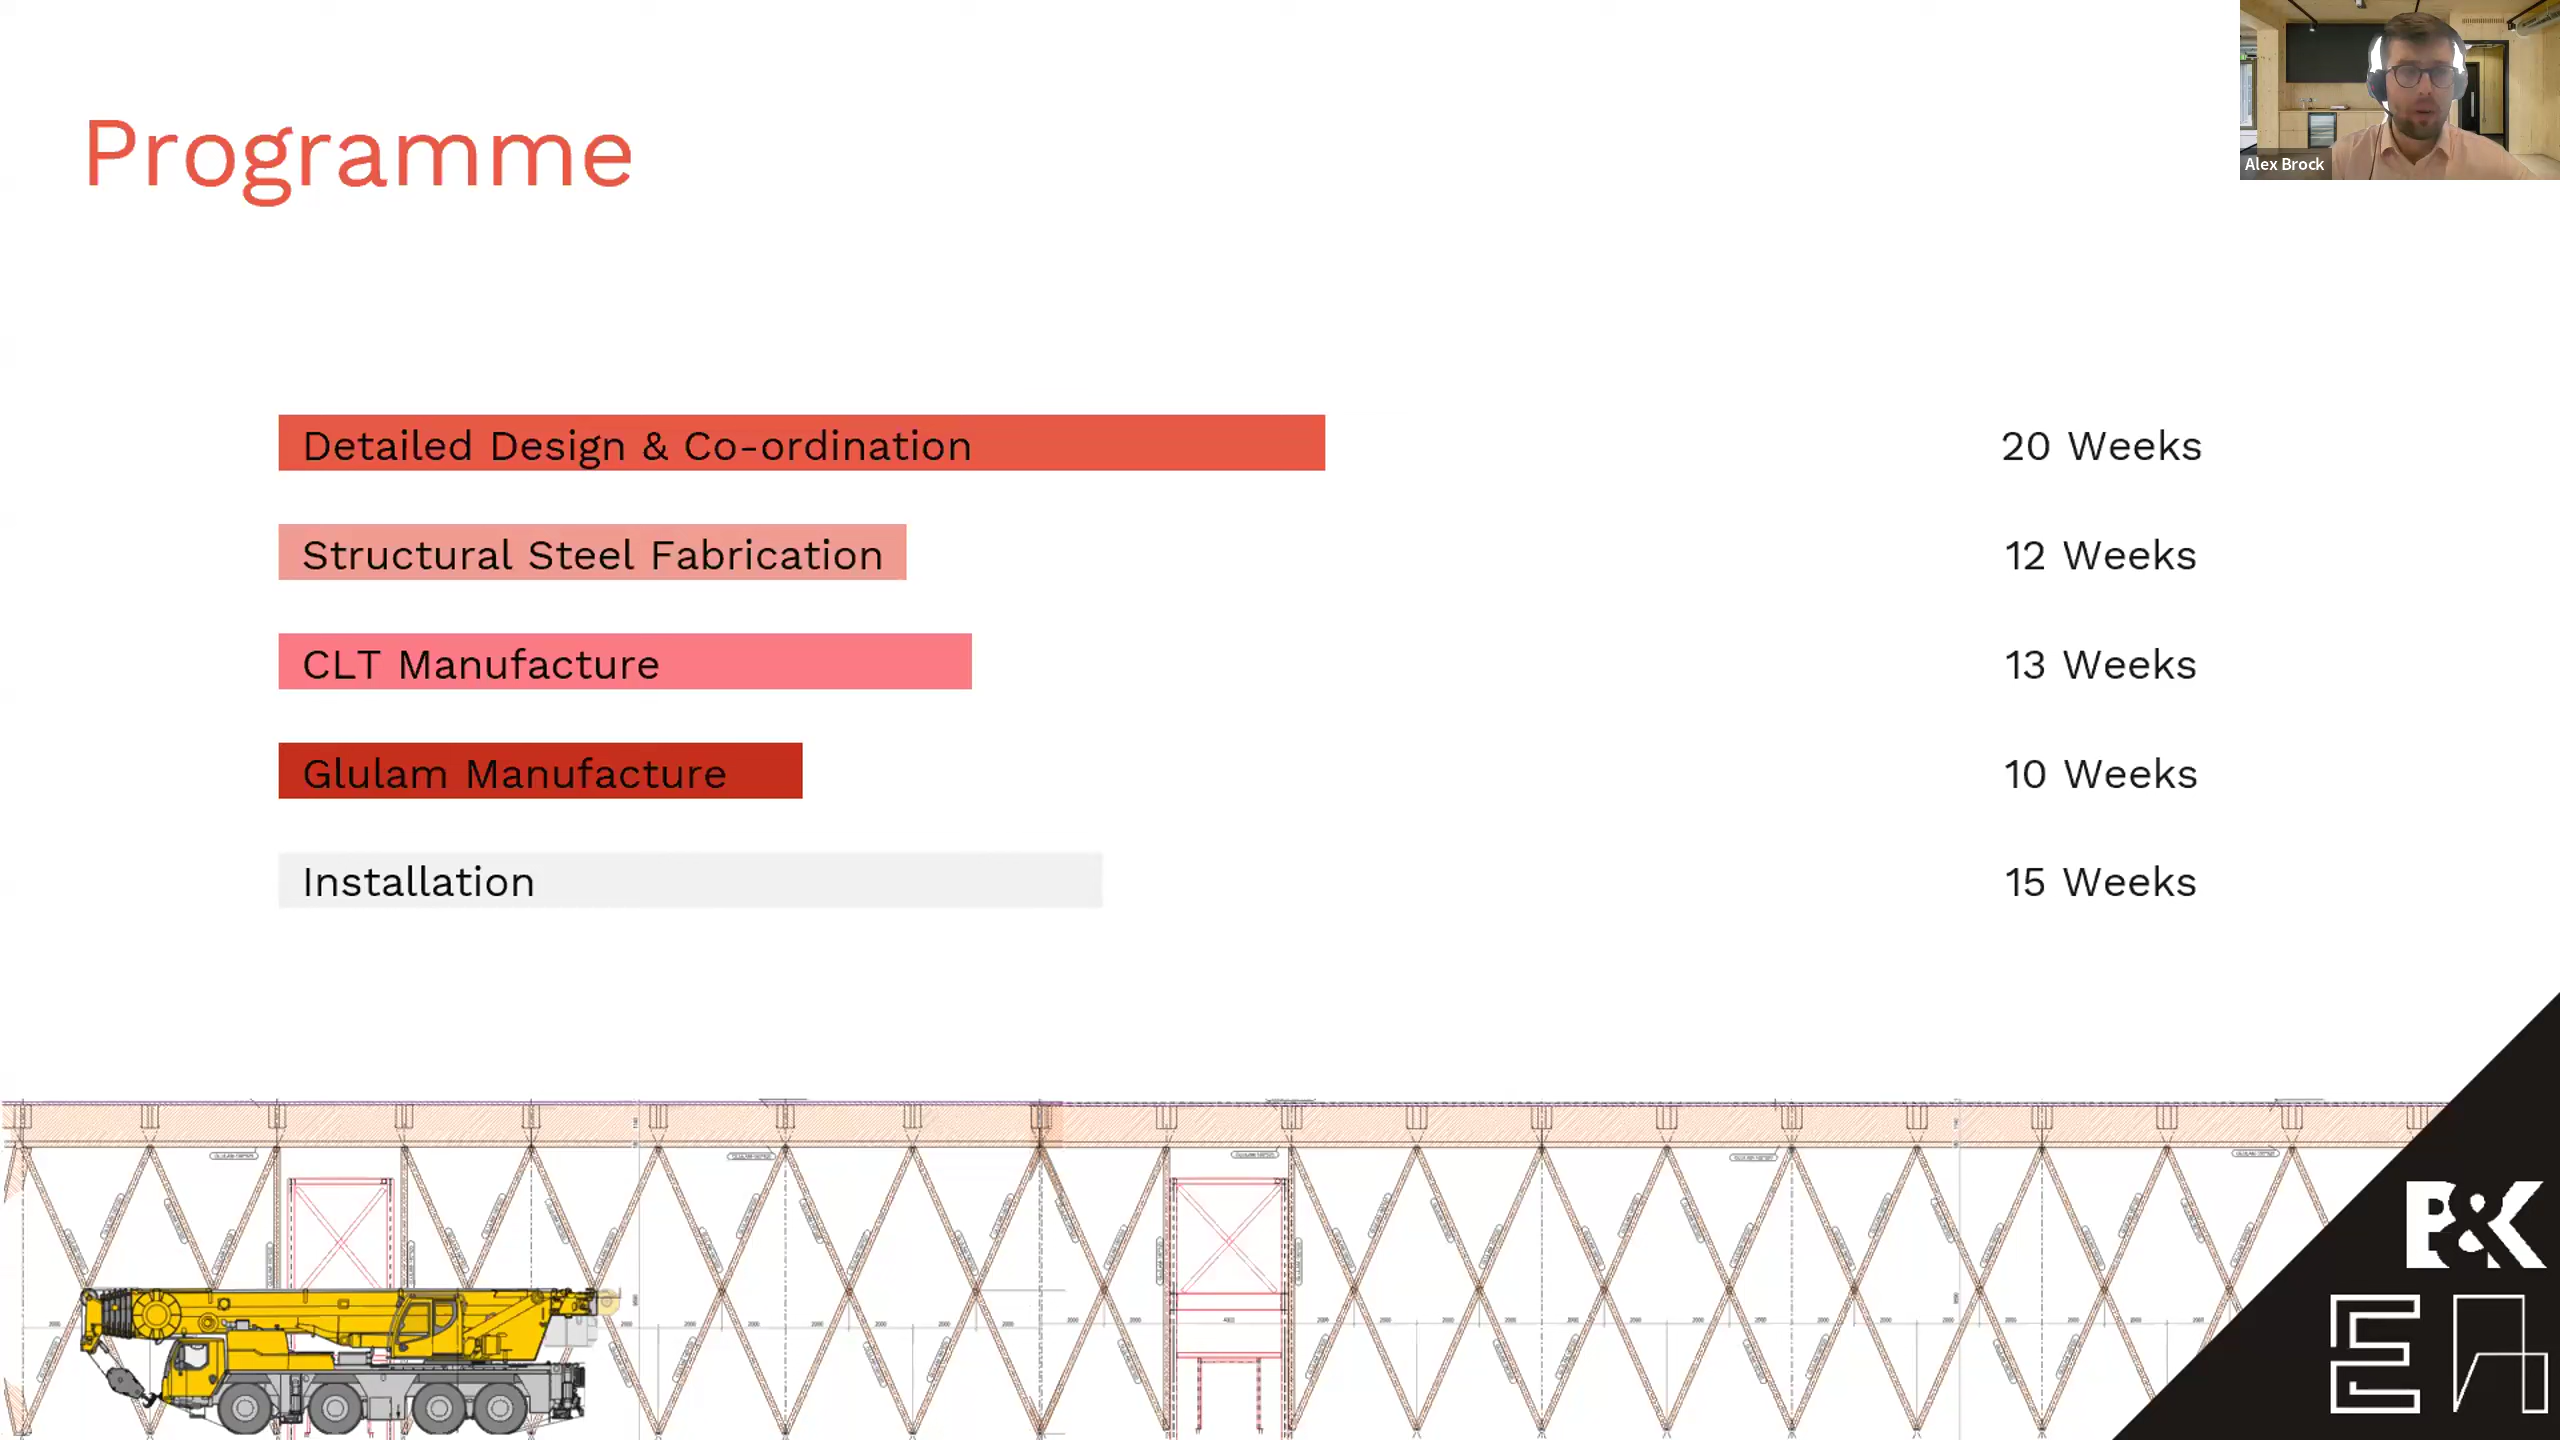 Programme
Alex Brock
Detailed Design & Co-ordination 20 Weeks
Structural Steel Fabrication 12 Weeks
CLT Manufacture 13 Weeks
Glulam Manufacture 10 Weeks
Installation 15 Weeks
B&K